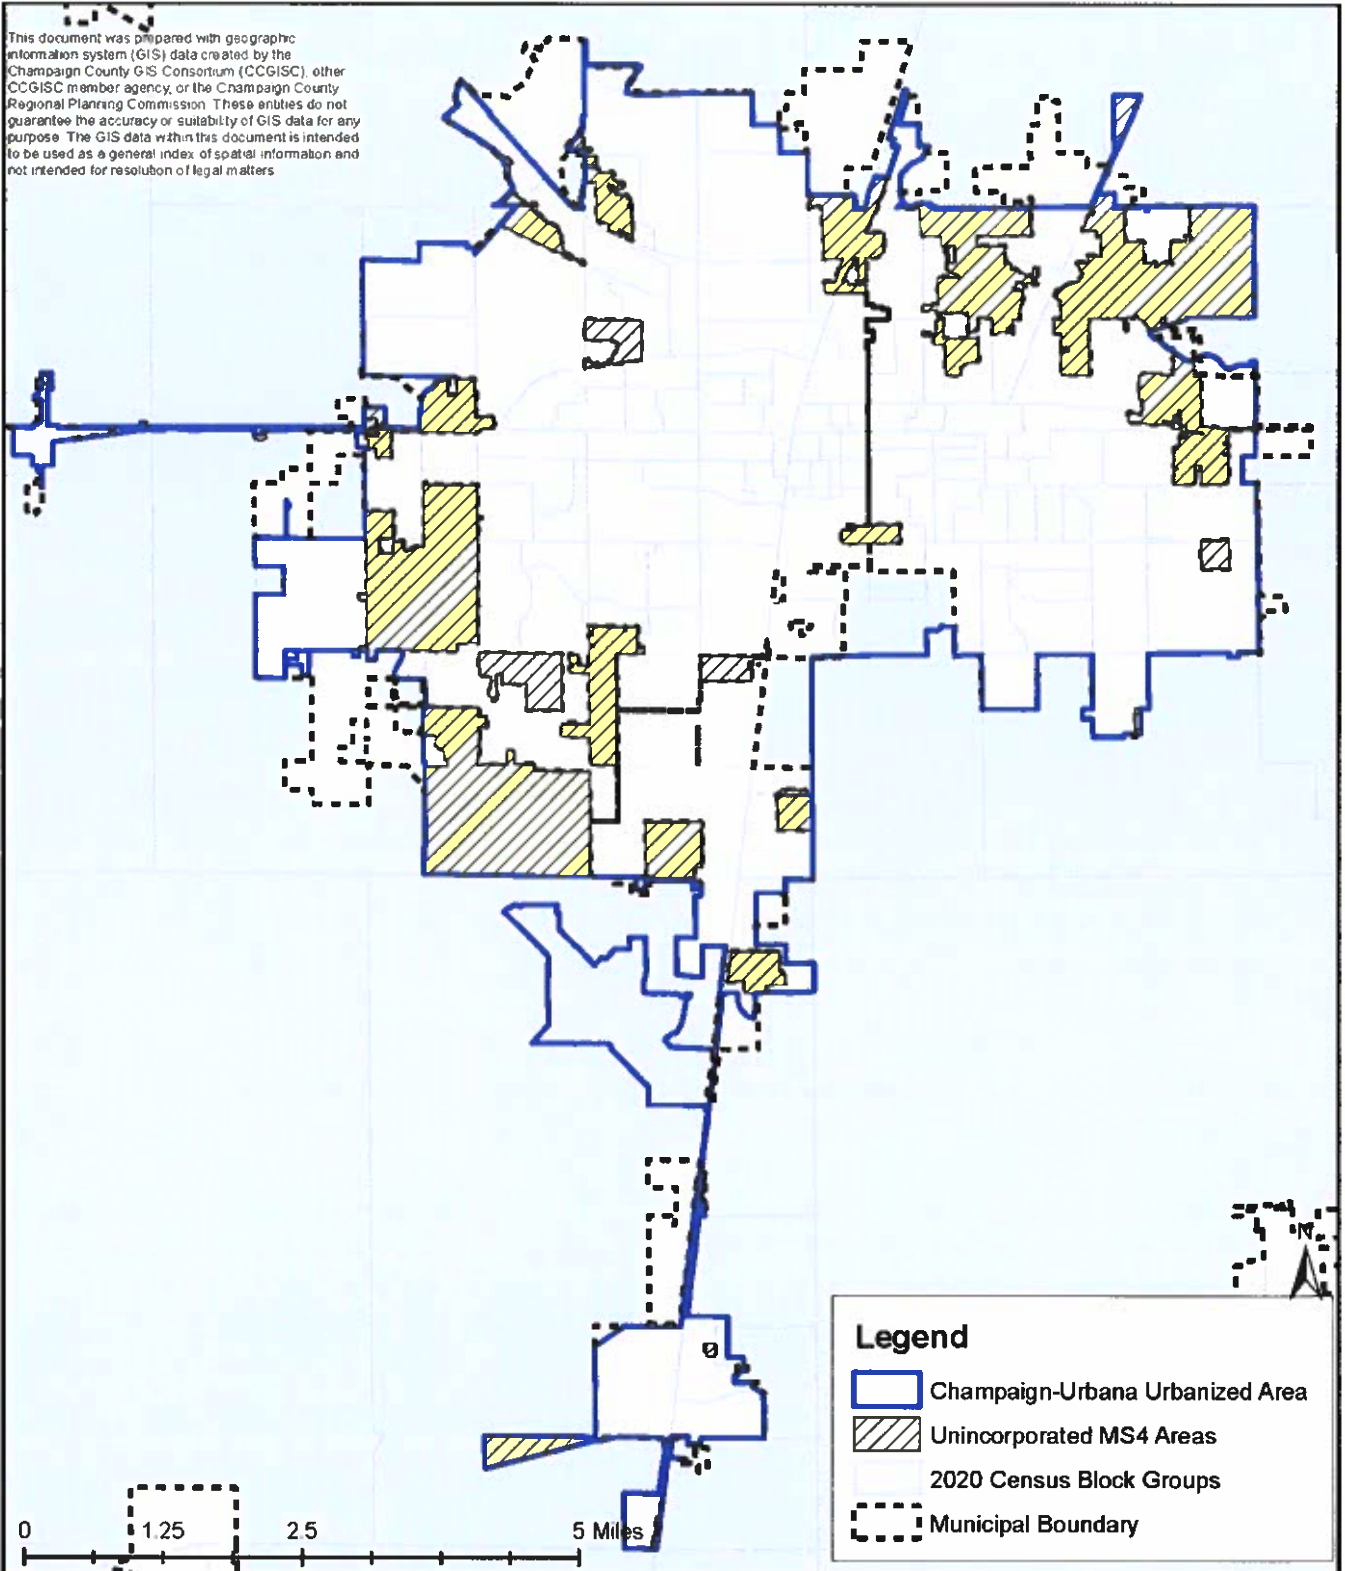 This document was prepared with geographic
information system (GIS) data created by the
Champaign County GIS Consortium (CCGISC), other
CCGISC member agency, or the Champaign County
Regional Planning Commission. These entities do not
guarantee the accuracy or suitability of GIS data for any
purpose. The GIS data within this document is intended
to be used as a general index of spatial information and
not intended for resolution of legal matters
N
Legend
Champaign-Urbana Urbanized Area
Unincorporated MS4 Areas
2020 Census Block Groups
Municipal Boundary
0 1.25 2.5 5 Miles